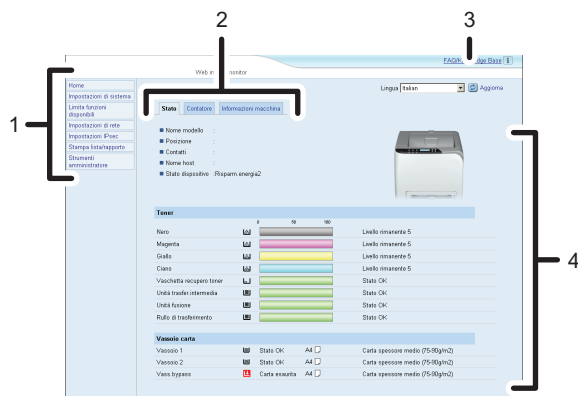 2
3
FAQ/K dge Base
Web in onitor
Home
Impostazioni di sistema
Limita funzioni
disponibili
Impostazioni di rete
Impostazioni IPsec
Stampa lista/rapporto
Strumenti
amministratore
1
Lingua Italian Aggiorna
Stato Contatore Informazioni macchina
Nome modello :
Posizione :
Contatti :
Nome host :
Stato dispositivo :Risparm.energia2
4
Toner
0 50 100
Nero Livello rimanente 5
Magenta Livello rimanente 5
Giallo Livello rimanente 5
Ciano Livello rimanente 5
Vaschetta recupero toner Stato OK
Unità trasfer.intermedia Stato OK
Unità fusione Stato OK
Rullo di trasferimento Stato OK
Vassoio carta
Vassoio 1 Stato OK A4 Carta spessore medio (75-90g/m2)
Vassoio 2 Stato OK A4 Carta spessore medio (75-90g/m2)
Vass.bypass Carta esaurita A4 Carta spessore medio (75-90g/m2)